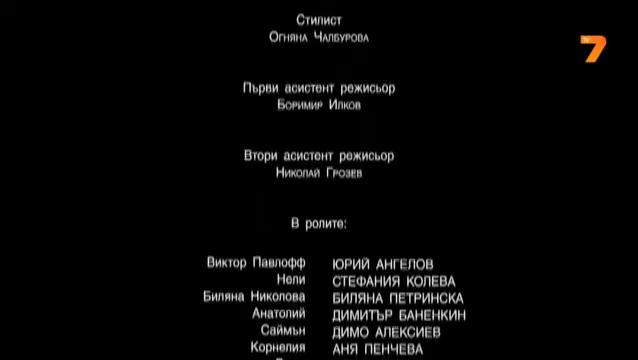 Стилист
Огняна Чалбурова
7
Първи асистент режисьор
Боримир Илков
Втори асистент режисьор
Николай Грозев
В ролите:
Виктор Павлофф ЮРИЙ АНГЕЛОВ
Нели СТЕФАНИЯ КОЛЕВА
Биляна Николова БИЛЯНА ПЕТРИНСКА
Анатолий ДИМИТЪР БАНЕНКИН
Саймън ДИМО АЛЕКСИЕВ
Корнелия АНЯ ПЕНЧЕВА